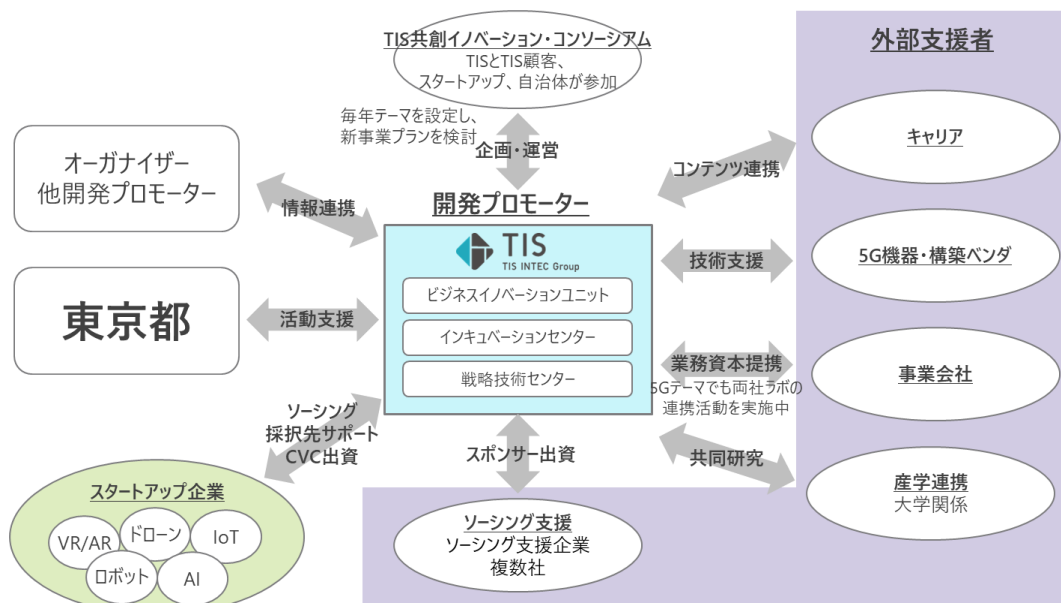 TIS共創イノベーション・コンソーシアム
TISとTIS顧客、
スタートアップ、自治体が参加
毎年テーマを設定し、
新事業プランを検討
企画・運営
外部支援者
キャリア
コンテンツ連携
オーガナイザー
他開発プロモーター
情報連携
開発プロモーター
TIS
TIS INTEC Group
ビジネスイノベーションユニット
インキュベーションセンター
戦略技術センター
技術支援
5G機器・構築ベンダ
東京都
活動支援
業務資本提携
5Gテーマでも両社ラボの
連携活動を実施中
事業会社
ソーシング
採択先サポート
CVC出資
スポンサー出資
共同研究
産学連携
大学関係
スタートアップ企業
VR/AR
ドローン
IoT
ロボット
AI
ソーシング支援
ソーシング支援企業
複数社